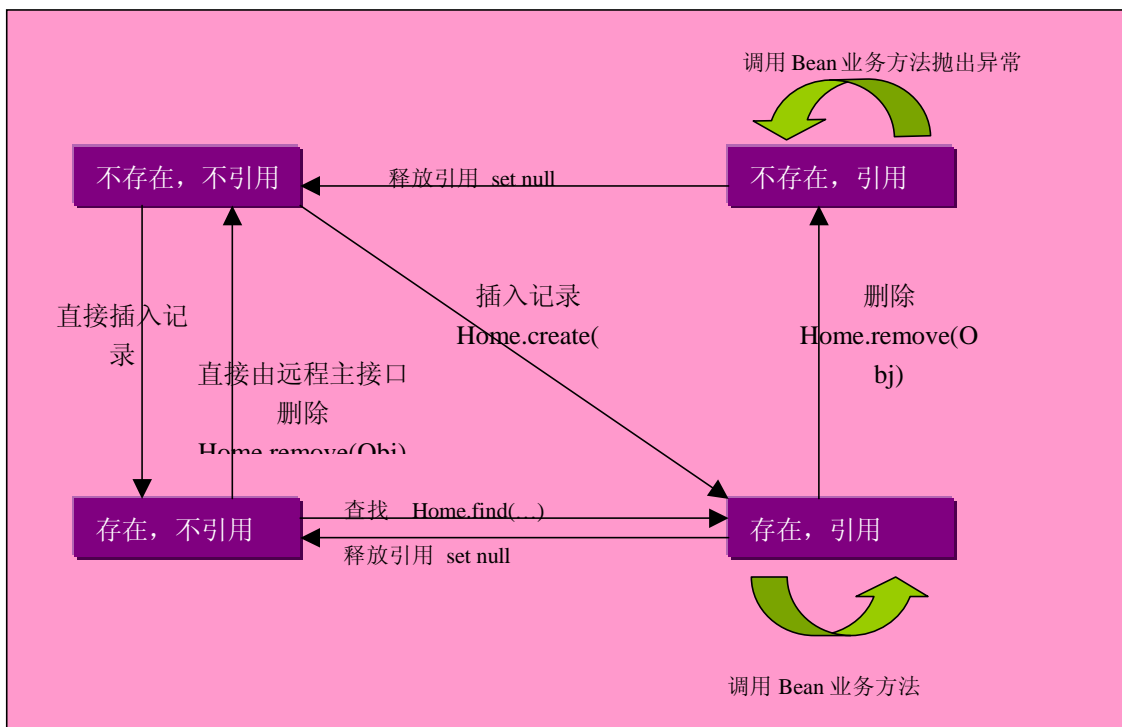 调用 Bean 业务方法抛出异常
不存在，不引用
释放引用 set null
不存在，引用
直接插入记
录
直接由远程主接口
删除
Home.remove(Obj)
插入记录
Home.create(
删除
Home.remove(O
bj)
存在，不引用
查找 Home.find(…)
释放引用 set null
存在，引用
调用 Bean 业务方法